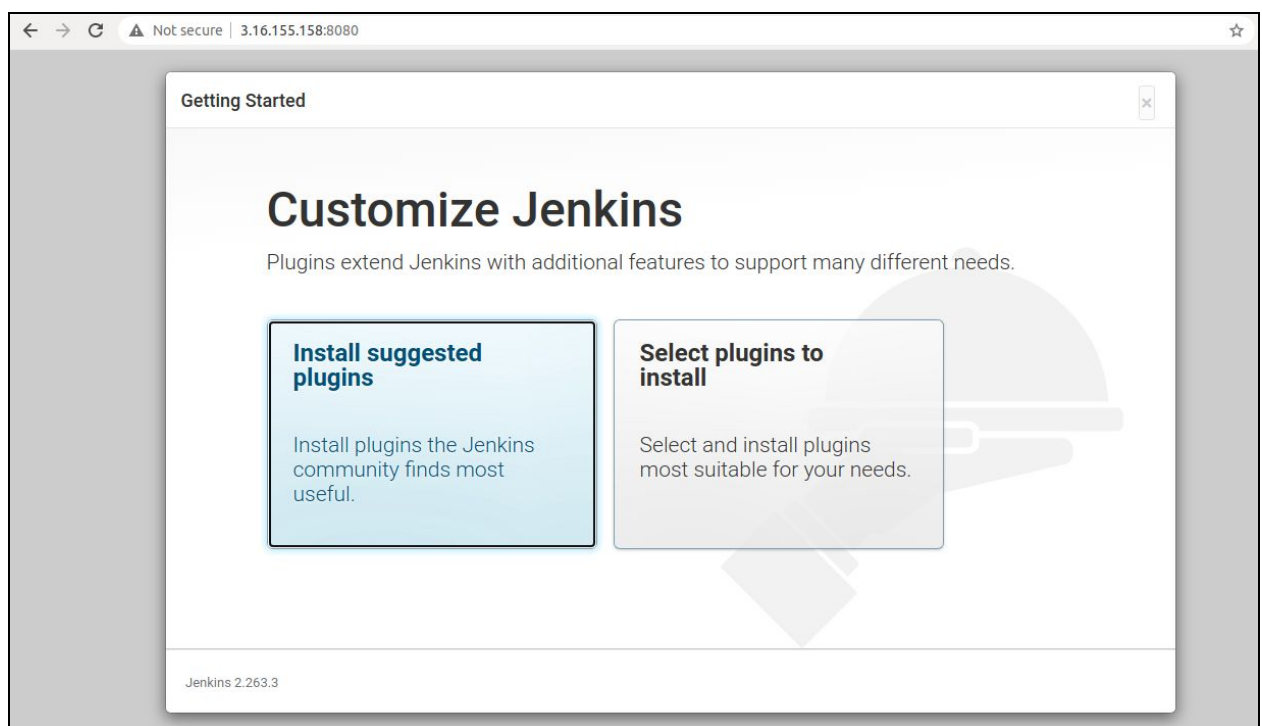 Not secure | 3.16.155.158:8080
Getting Started
Customize Jenkins
Plugins extend Jenkins with additional features to support many different needs.
Install suggested
plugins
Install plugins the Jenkins
community finds most
useful.
Select plugins to
install
Select and install plugins
most suitable for your needs.
Jenkins 2.263.3